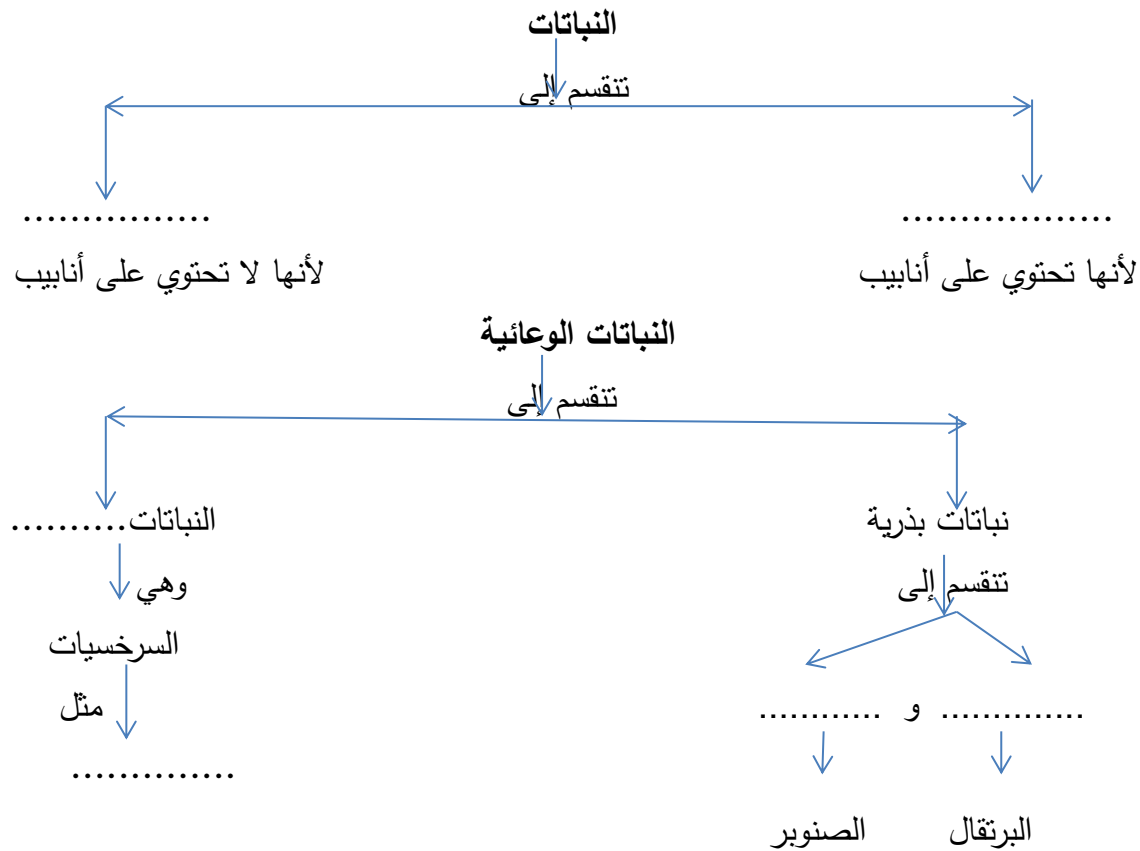 النباتات
تنقسم إلى
.................. ................
لأنها تحتوي على أنابيب لأنها لا تحتوي على أنابيب
النباتات الوعائية
تنقسم إلى
نباتات بذرية النباتات..........
تنقسم إلى وهي
السرخسيات
مثل
.............. و ............
..............
البرتقال الصنوبر